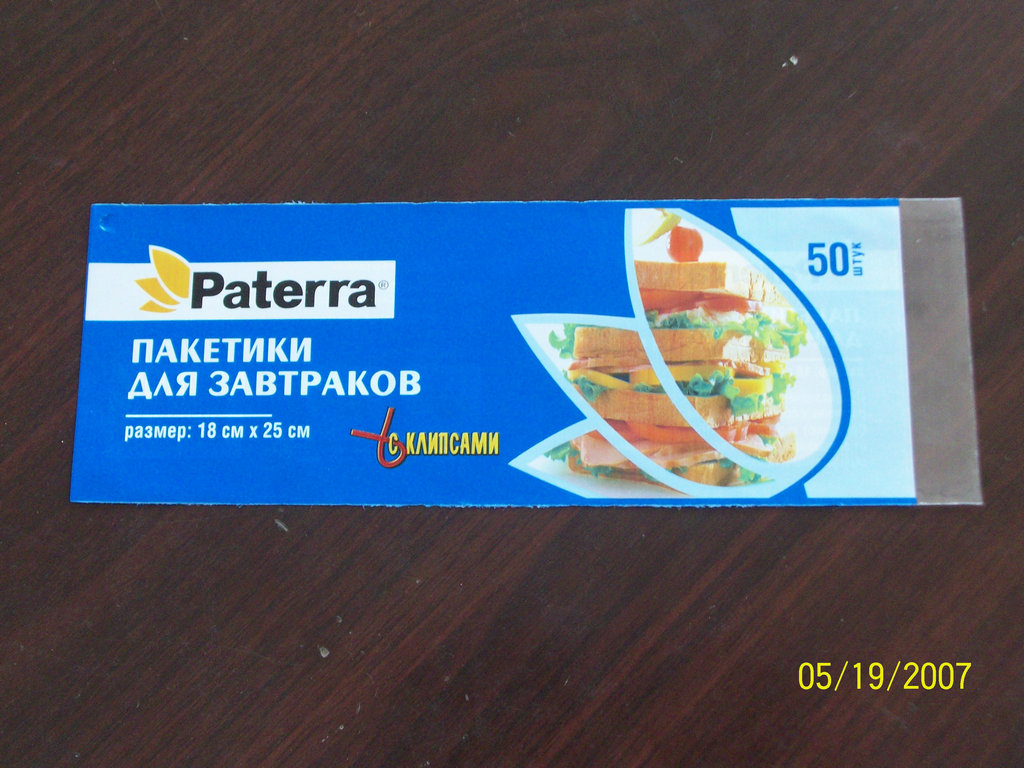 Paterra®
ПАКЕТИКИ
ДЛЯ ЗАВТРАКОВ
размер: 18 см x 25 см
с КЛИПСАМИ
50 штук
05/19/2007